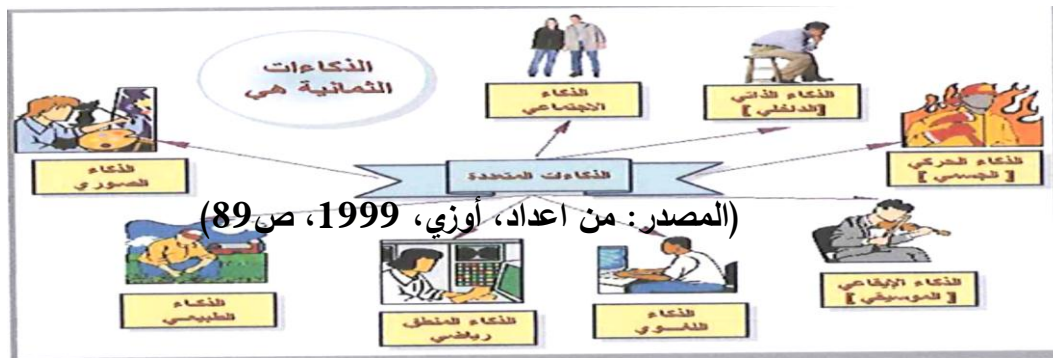 الذكاءات
الثمانية هي
الذكاء
الاجتماعي
الذكاء الذاتي
[الداخلي]
الذكاء الحركي
[الجسمي]
الذكاء
الصوري
الذكاءات المتعددة
(المصدر: من اعداد، أوزي، 1999، ص89)
الذكاء الإيقاعي
[الموسيقي]
الذكاء
اللغوي
الذكاء المنطق
رياضي
الذكاء
الطبيعي